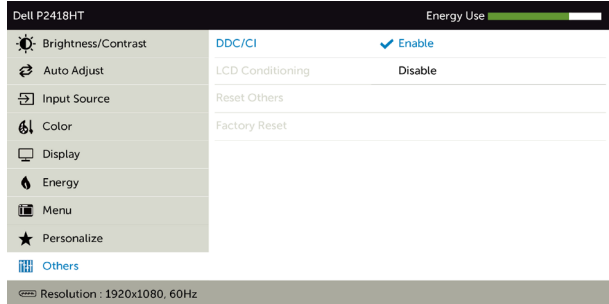 Dell P2418HT Energy Use
Brightness/Contrast DDC/CI Enable
Auto Adjust LCD Conditioning Disable
Input Source Reset Others
Color Factory Reset
Display
Energy
Menu
Personalize
Others
Resolution : 1920x1080, 60Hz